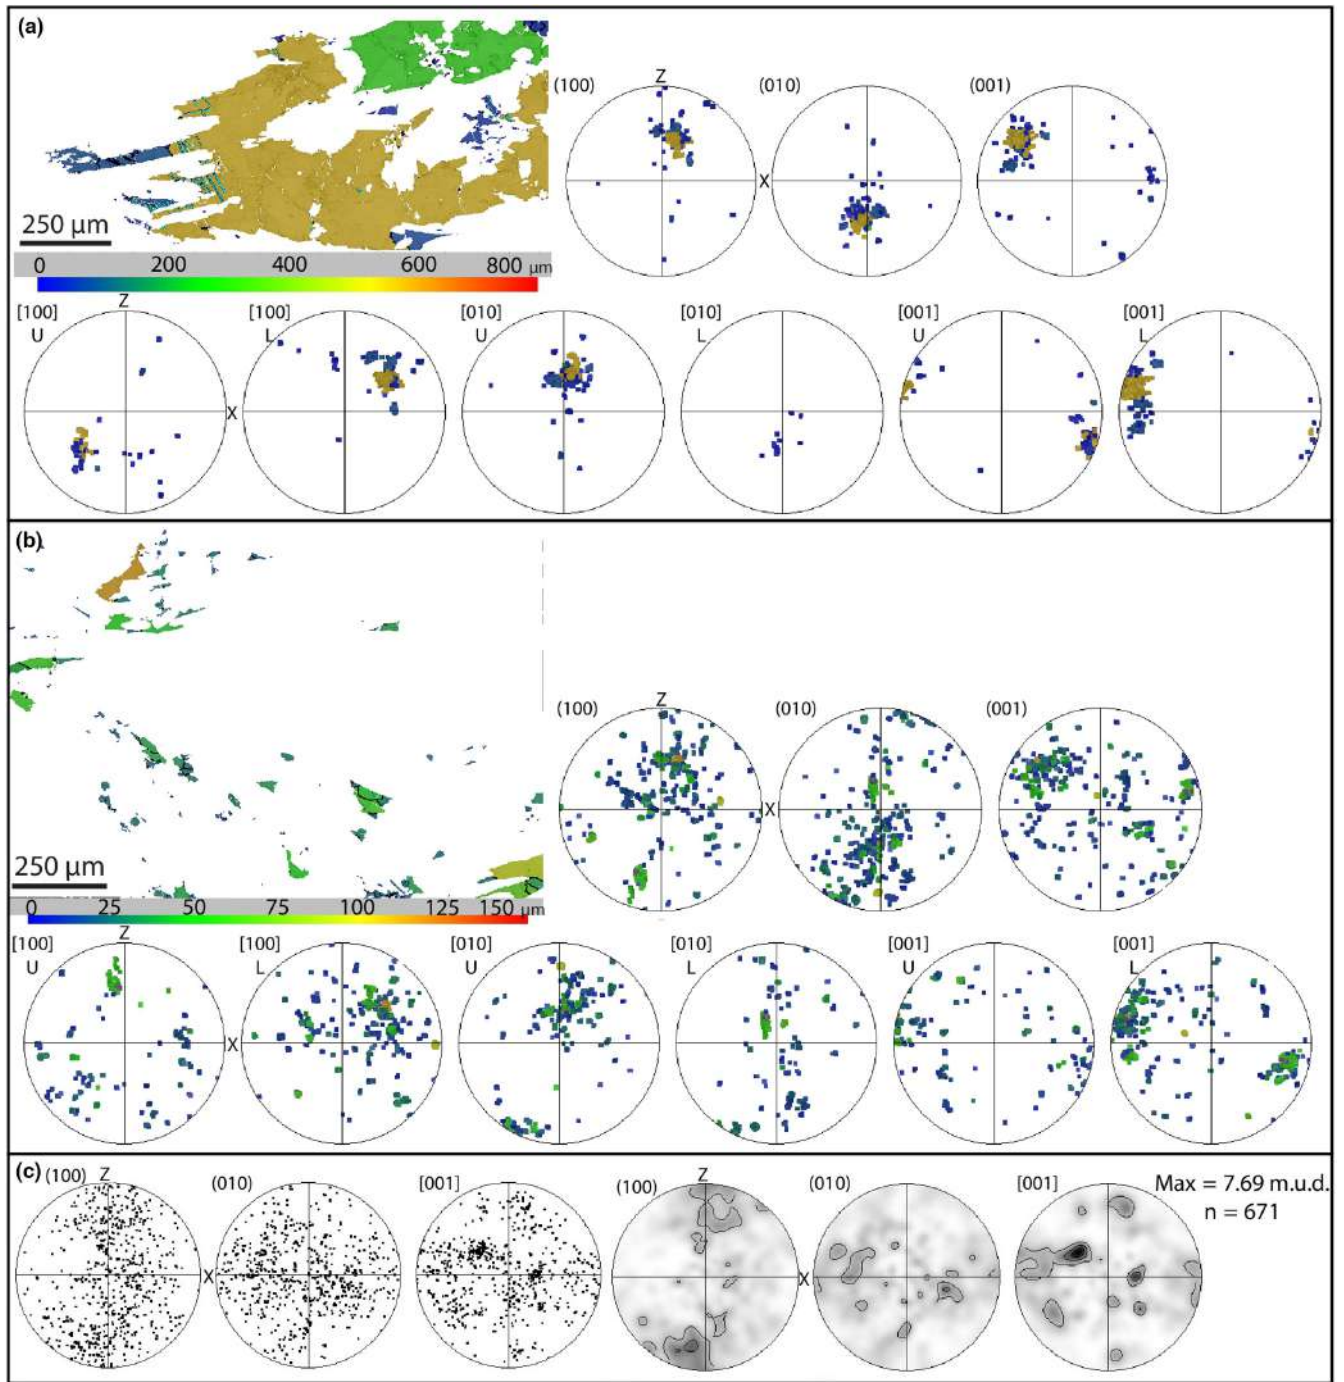 (a)
Z
(100)
(010)
(001)
X
250 µm
0 200 400 600 800 µm
Z
[100]
U
[100]
L
[010]
U
[010]
L
[001]
U
[001]
L
X
(b)
Z
(100)
(010)
(001)
X
250 µm
0 25 50 75 100 125 150 µm
Z
[100]
U
[100]
L
[010]
U
[010]
L
[001]
U
[001]
L
X
(c)
(100) Z
(010)
[001]
(100)
Z
(010)
[001]
Max = 7.69 m.u.d.
n = 671
X
X